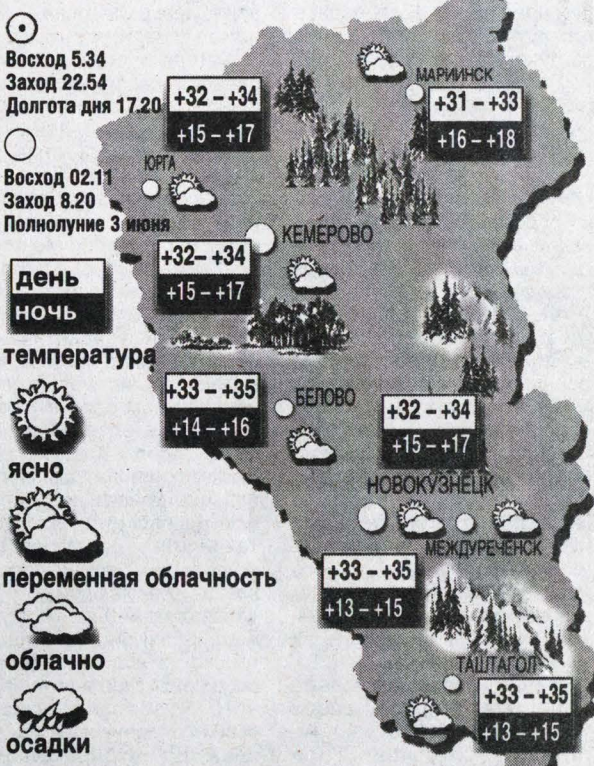 Восход 5.34
Заход 22.54
Долгота дня 17.20
Восход 02.11
Заход 8.20
Полнолуние 3 июня
день
ночь
температура
ясно
переменная облачность
облачно
осадки
+32 – +34
+15 – +17
МАРИИНСК
+31 – +33
+16 – +18
ЮРГА
КЕМЕРОВО
+32– +34
+15 – +17
+33 – +35
+14 – +16
БЕЛОВО
+32 – +34
+15 – +17
НОВОКУЗНЕЦК
МЕЖДУРЕЧЕНСК
+33 – +35
+13 – +15
ТАШТАГОЛ
+33 – +35
+13 – +15